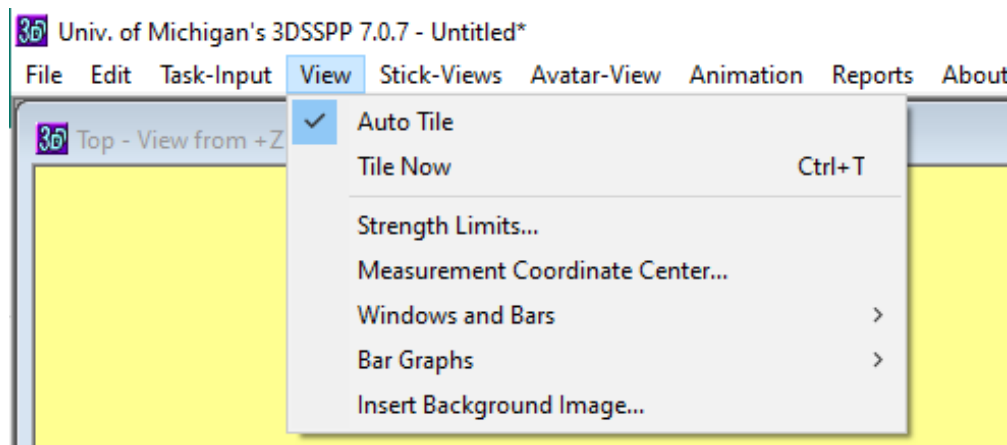 Univ. of Michigan's 3DSSPP 7.0.7 - Untitled*
File Edit Task-Input View Stick-Views Avatar-View Animation Reports About
Top - View from +Z
Auto Tile
Tile Now Ctrl+T
Strength Limits...
Measurement Coordinate Center...
Windows and Bars
Bar Graphs
Insert Background Image...